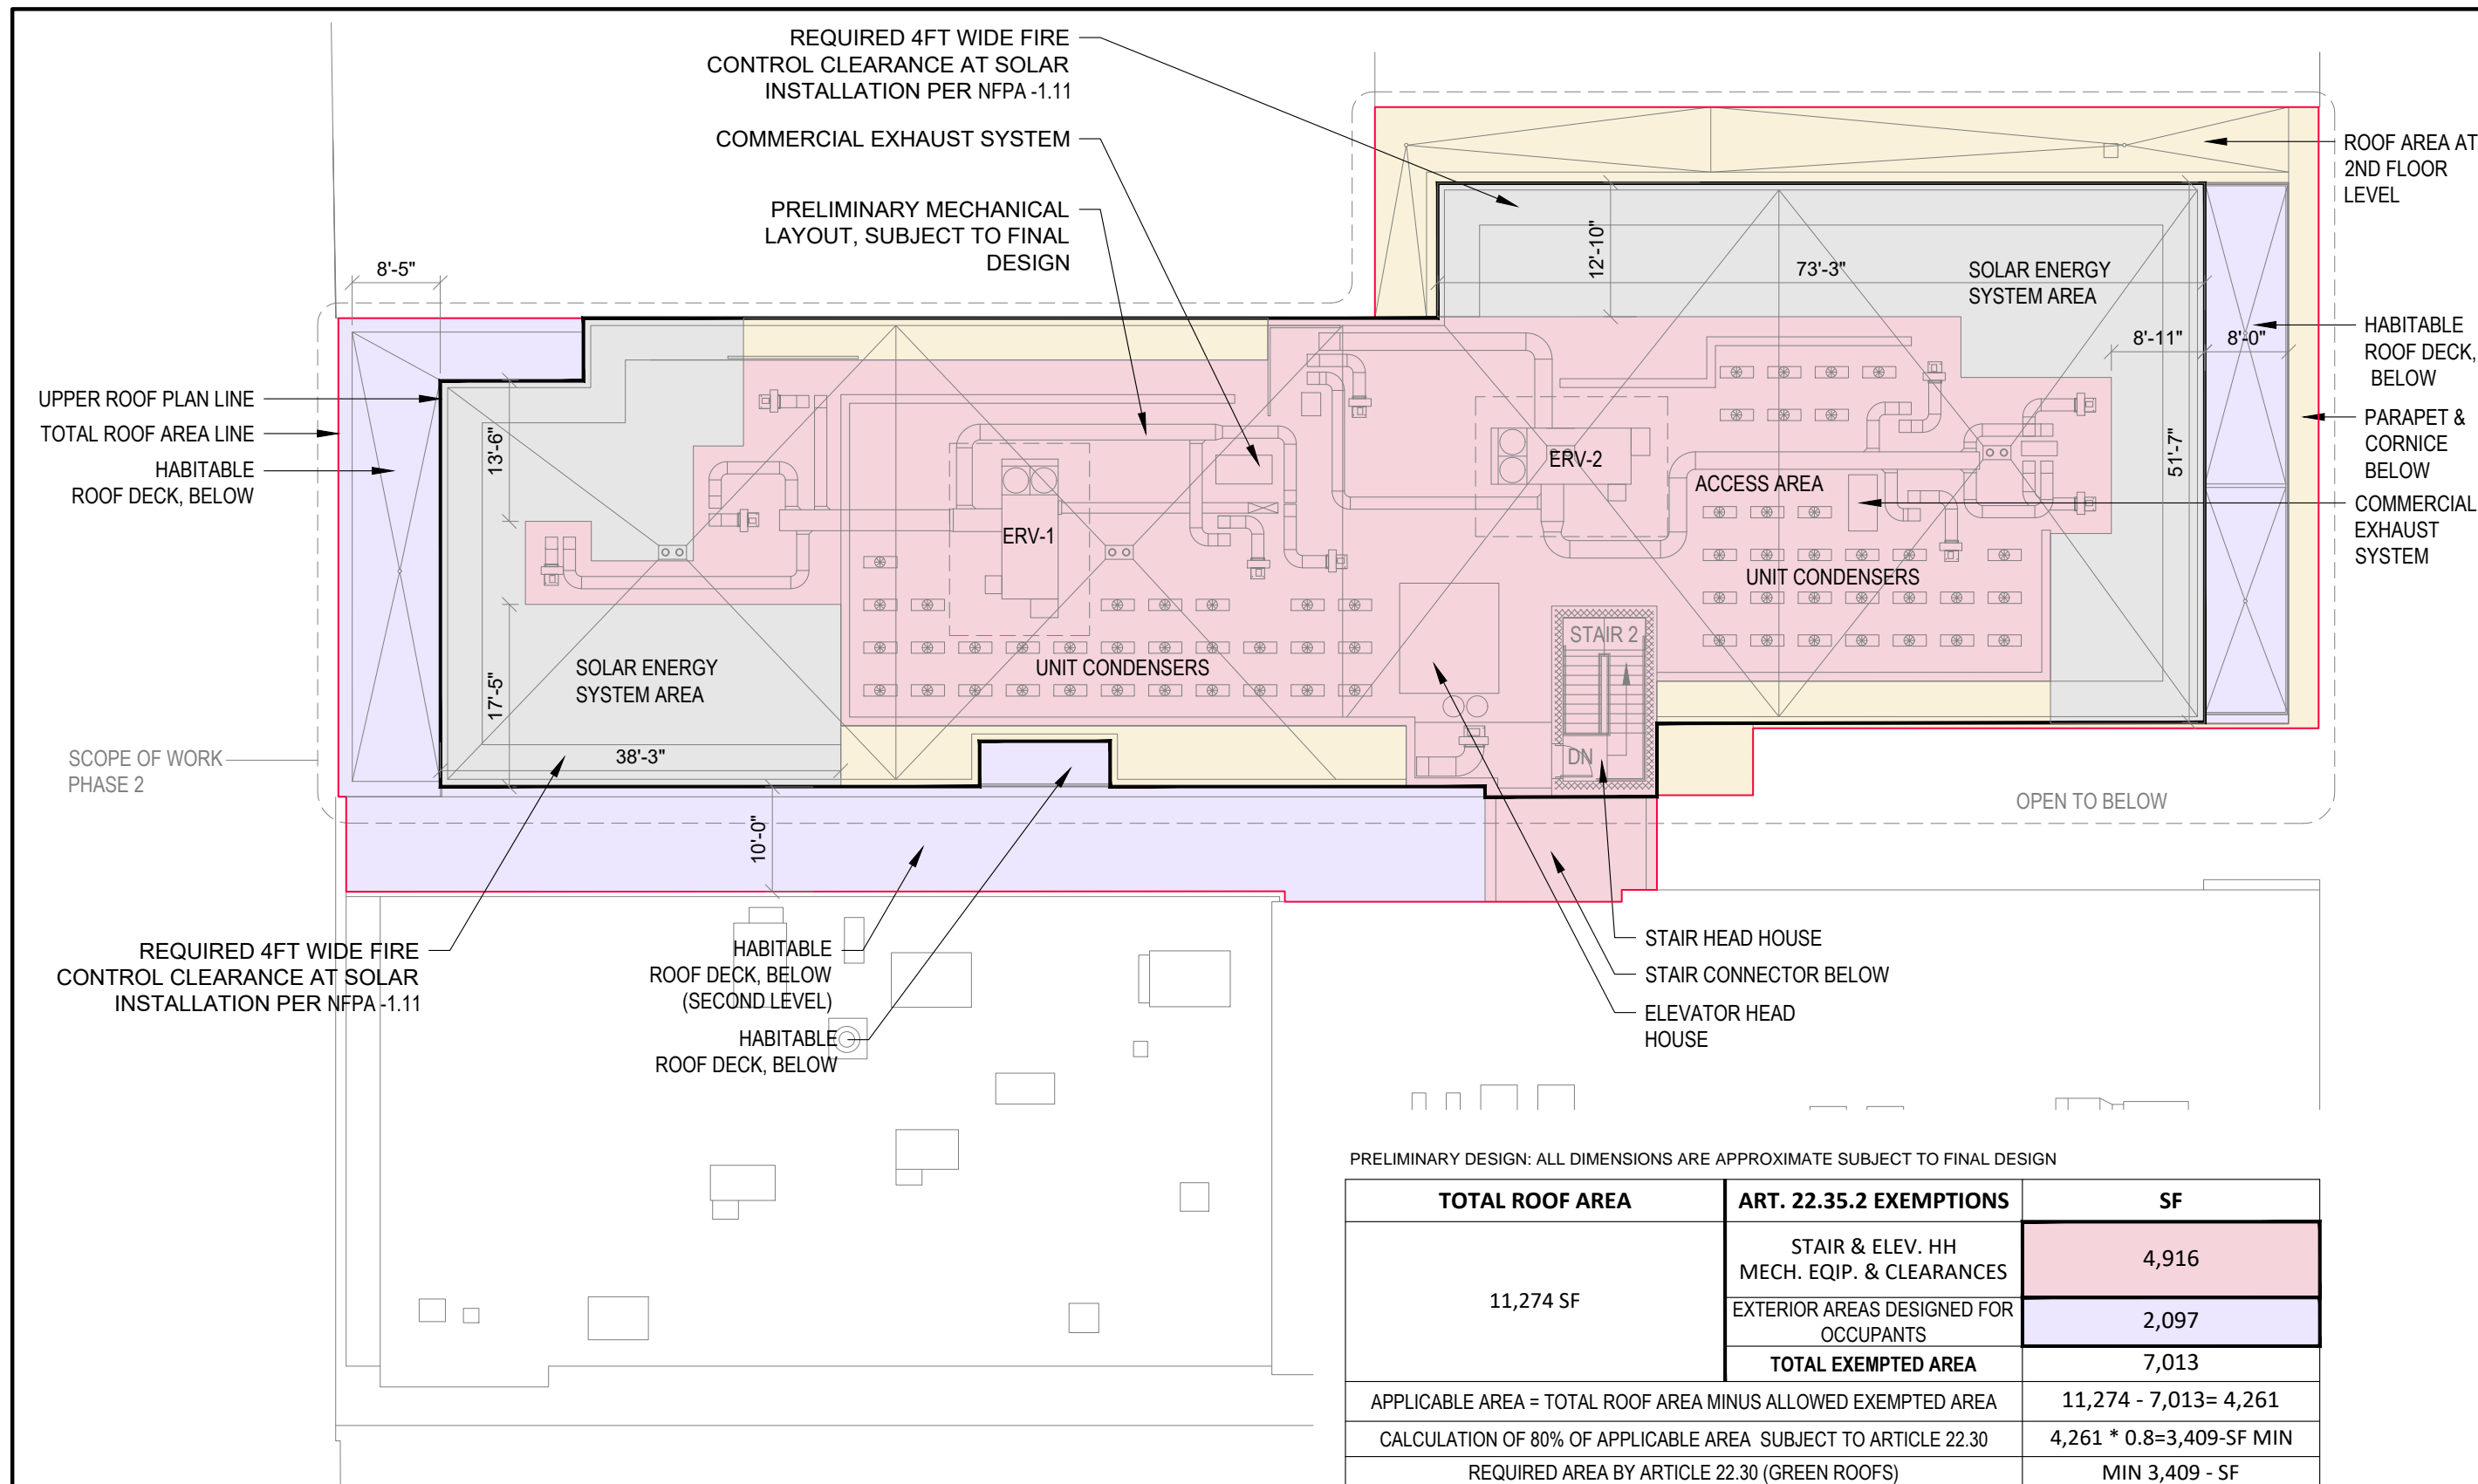 REQUIRED 4FT WIDE FIRE
CONTROL CLEARANCE AT SOLAR
INSTALLATION PER NFPA -1.11
COMMERCIAL EXHAUST SYSTEM
PRELIMINARY MECHANICAL
LAYOUT, SUBJECT TO FINAL
DESIGN
ROOF AREA AT
2ND FLOOR
LEVEL
8'-5"
12'-10"
73'-3"
SOLAR ENERGY
SYSTEM AREA
8'-11"
8'-0"
HABITABLE
ROOF DECK,
BELOW
UPPER ROOF PLAN LINE
TOTAL ROOF AREA LINE
HABITABLE
ROOF DECK, BELOW
PARAPET &
CORNICE
BELOW
13'-6"
ERV-1
ERV-2
ACCESS AREA
51'-7"
COMMERCIAL
EXHAUST
SYSTEM
UNIT CONDENSERS
STAIR 2
SOLAR ENERGY
SYSTEM AREA
UNIT CONDENSERS
17'-5"
38'-3"
DN
SCOPE OF WORK
PHASE 2
OPEN TO BELOW
10'-0"
REQUIRED 4FT WIDE FIRE
CONTROL CLEARANCE AT SOLAR
INSTALLATION PER NFPA -1.11
HABITABLE
ROOF DECK, BELOW
(SECOND LEVEL)
HABITABLE
ROOF DECK, BELOW
STAIR HEAD HOUSE
STAIR CONNECTOR BELOW
ELEVATOR HEAD
HOUSE
PRELIMINARY DESIGN: ALL DIMENSIONS ARE APPROXIMATE SUBJECT TO FINAL DESIGN
TOTAL ROOF AREA ART. 22.35.2 EXEMPTIONS SF
11,274 SF
STAIR & ELEV. HH
MECH. EQIP. & CLEARANCES
4,916
EXTERIOR AREAS DESIGNED FOR
OCCUPANTS
2,097
TOTAL EXEMPTED AREA 7,013
APPLICABLE AREA = TOTAL ROOF AREA MINUS ALLOWED EXEMPTED AREA 11,274 - 7,013= 4,261
CALCULATION OF 80% OF APPLICABLE AREA SUBJECT TO ARTICLE 22.30 4,261 * 0.8=3,409-SF MIN
REQUIRED AREA BY ARTICLE 22.30 (GREEN ROOFS) MIN 3,409 - SF